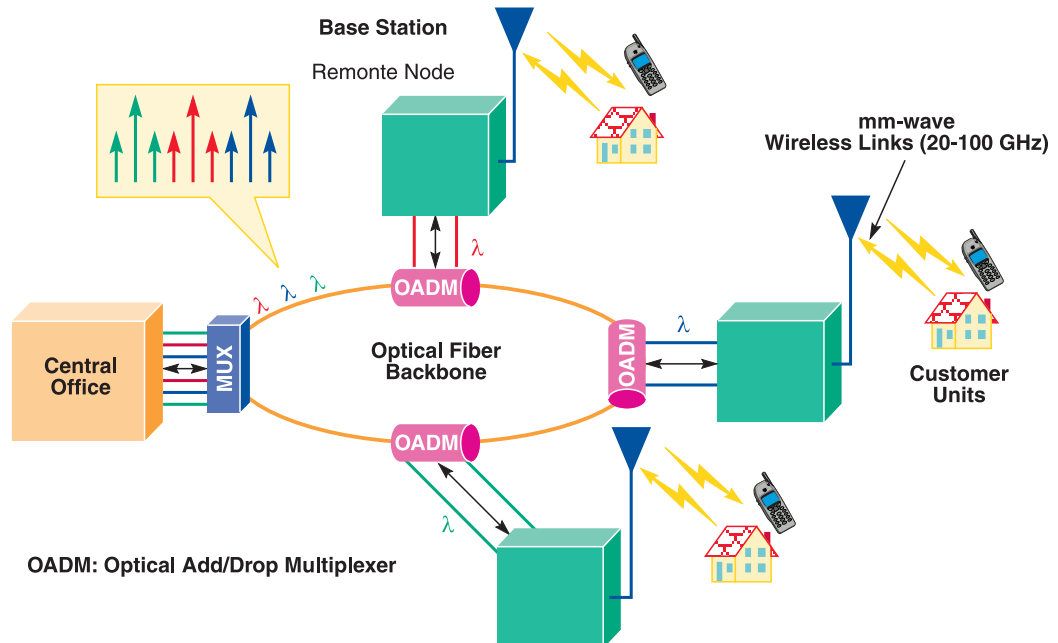 Base Station
Remonte Node
mm-wave
Wireless Links (20-100 GHz)
λ
OADM
λ λ λ
Central
Office
MUX
Optical Fiber
Backbone
OADM
λ
Customer
Units
OADM
λ
OADM: Optical Add/Drop Multiplexer